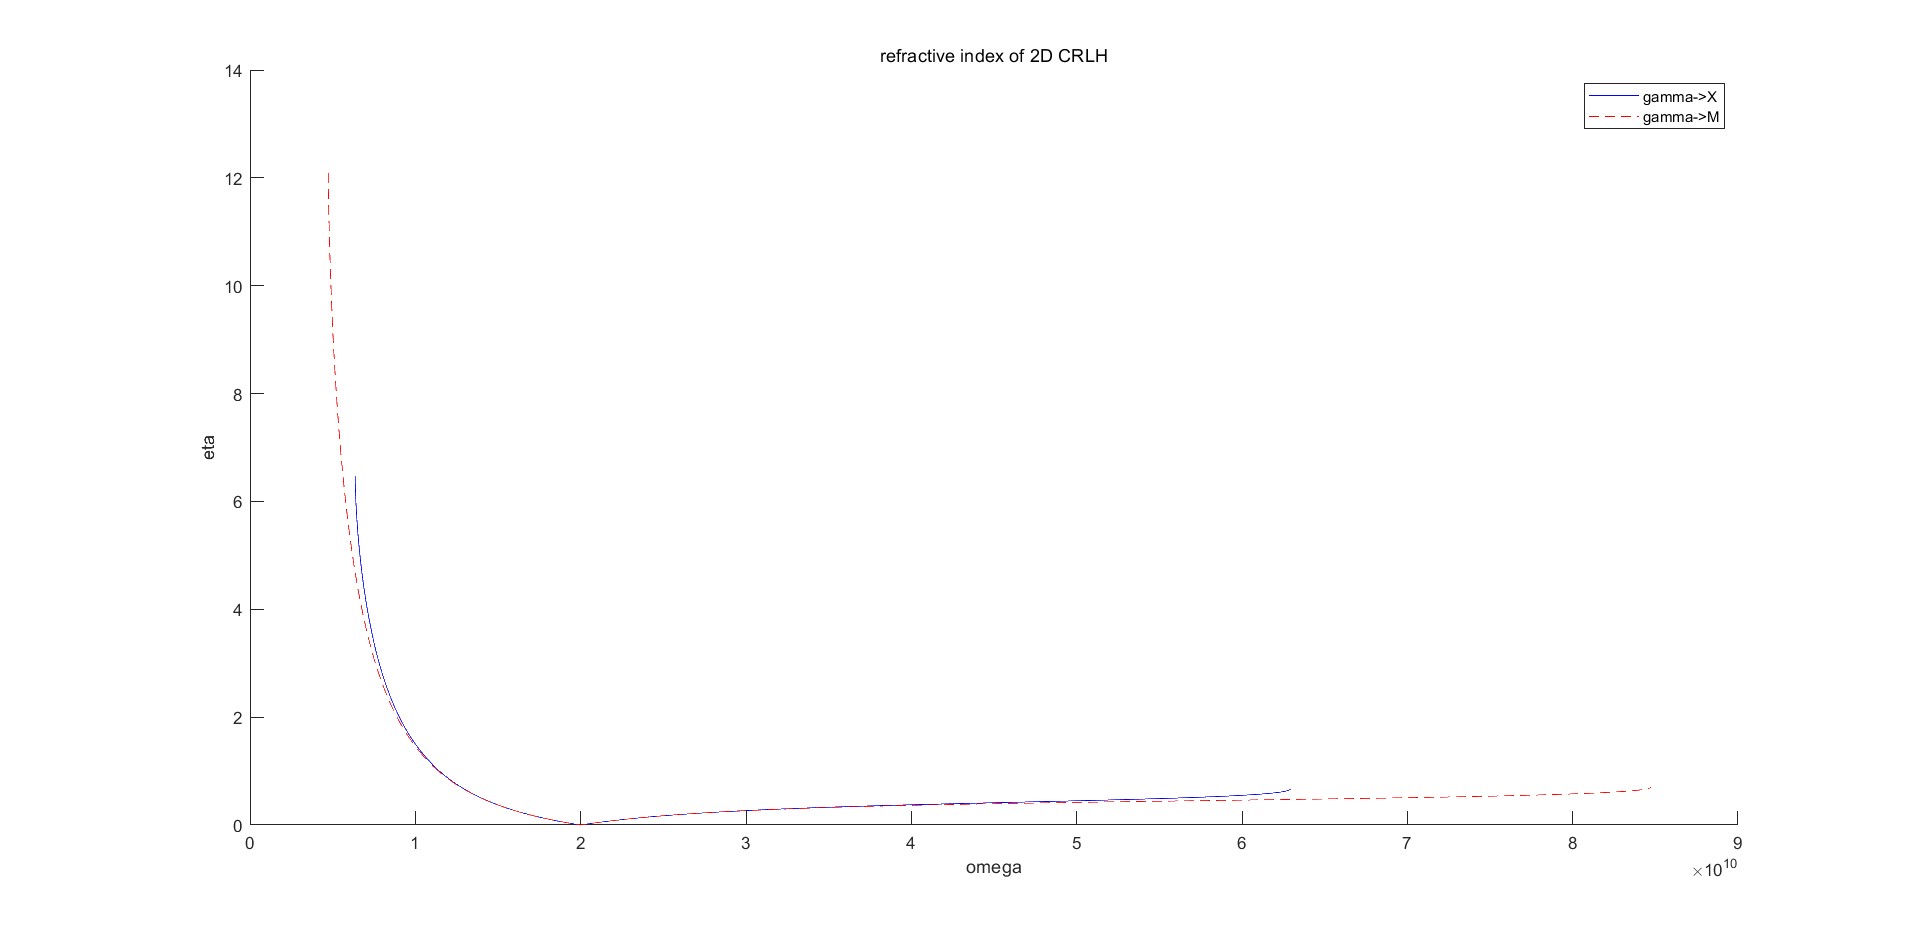 refractive index of 2D CRLH
gamma->X
gamma->M
14
12
10
8
6
4
2
0
eta
0 1 2 3 4 5 6 7 8 9
omega
×10^10